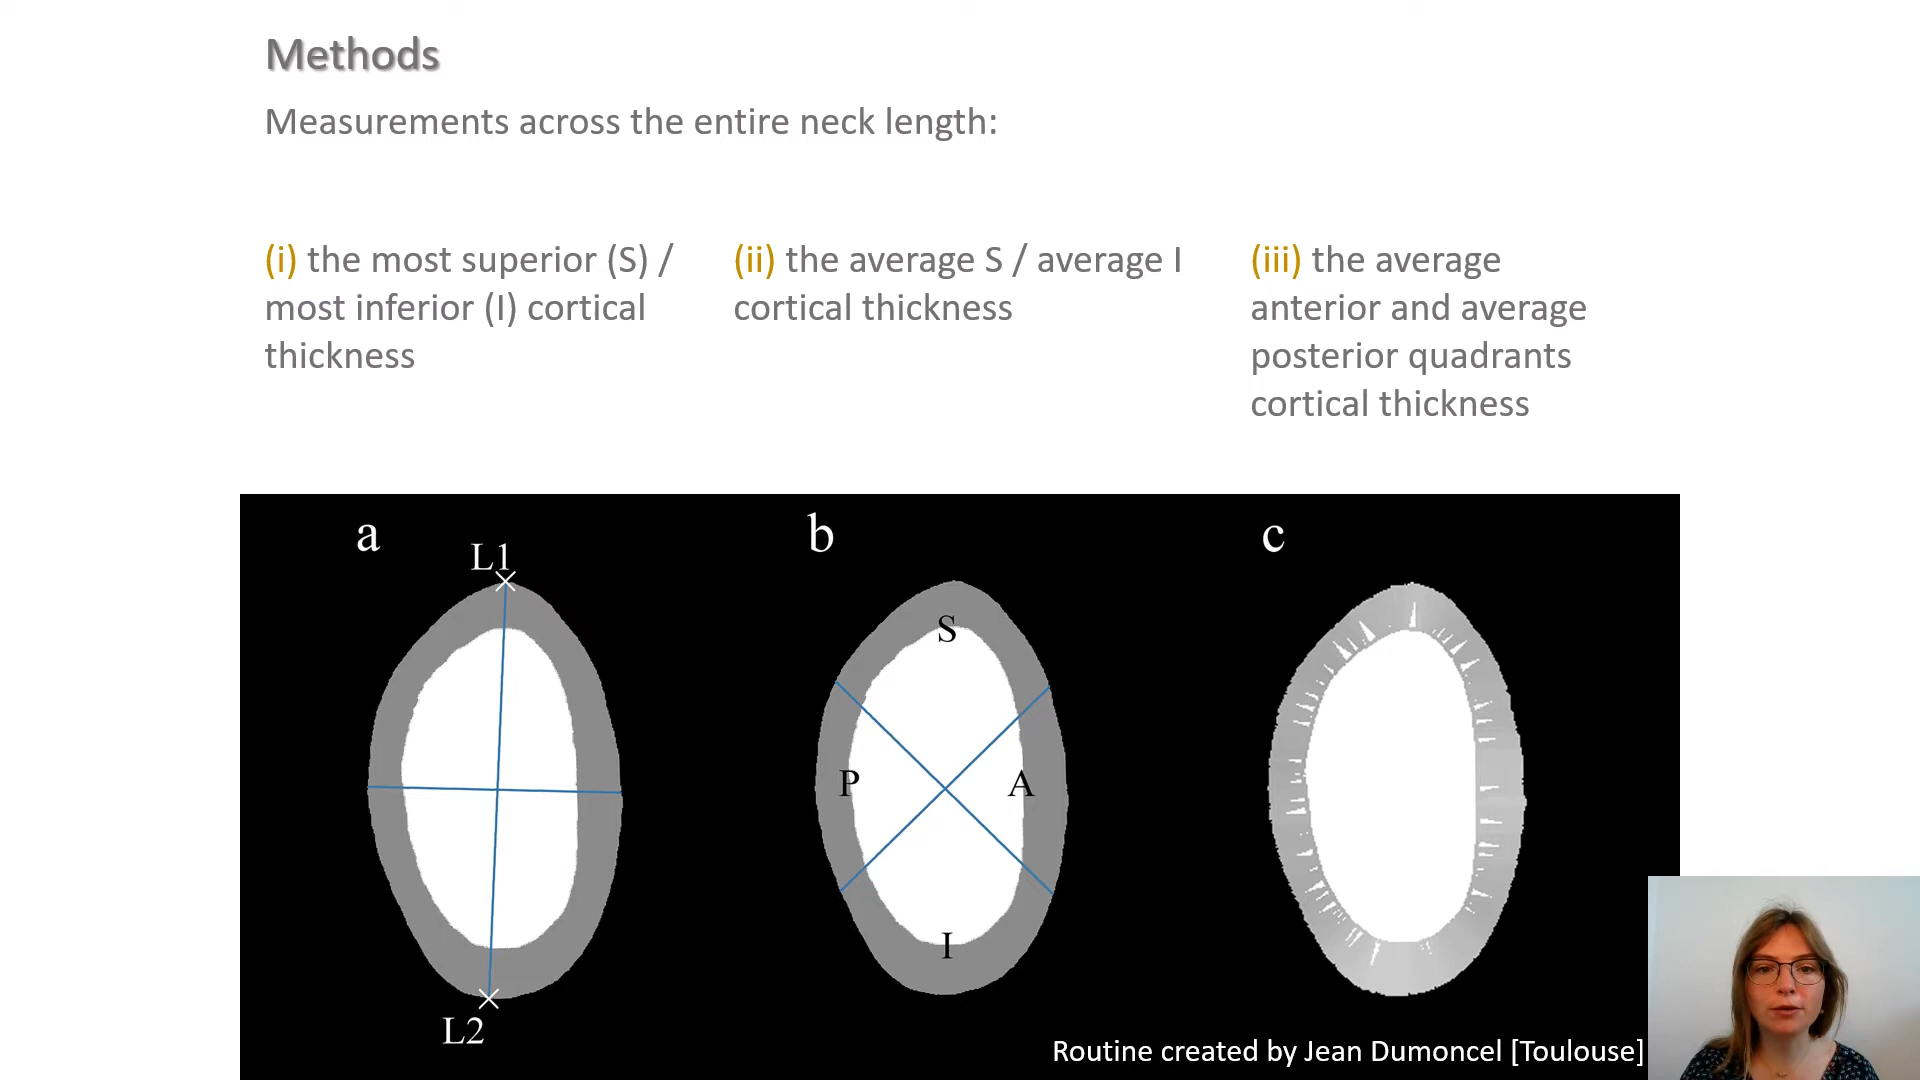 Methods
Measurements across the entire neck length:
(i) the most superior (S) /
most inferior (I) cortical
thickness
(ii) the average S / average I
cortical thickness
(iii) the average
anterior and average
posterior quadrants
cortical thickness
a
L1
L2
b
S
P
A
I
c
Routine created by Jean Dumoncel [Toulouse]